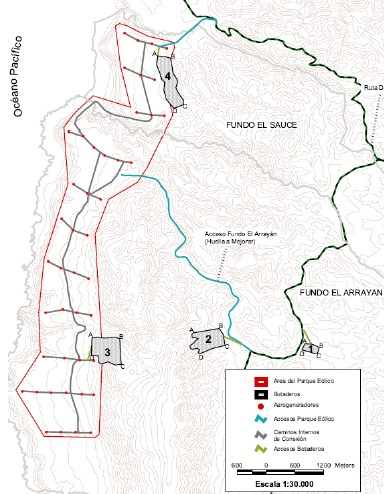 Océano Pacífico
A
B
4
D
C
FUNDO EL SAUCE
Ruta D
Acceso Fundo El Arrayán
(Huella a Mejorar)
FUNDO EL ARRAYAN
A
B
3
D
C
A
B
2
D
C
A
B
1
D
C
Area del Parque Eólico
Botaderos
Aerogeneradores
Accesos Parque Eólico
Caminos Internos
de Conexión
Accesos Botaderos
600 0 600 1200 Meters
Escala 1:30.000